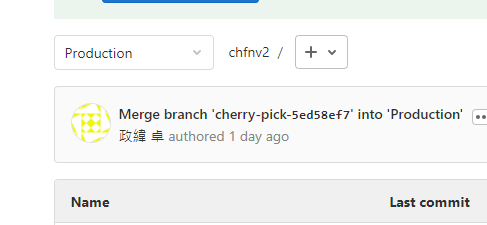 Production
chfnv2 /
Merge branch 'cherry-pick-5ed58ef7' into 'Production'
政緯 卓 authored 1 day ago
Name Last commit